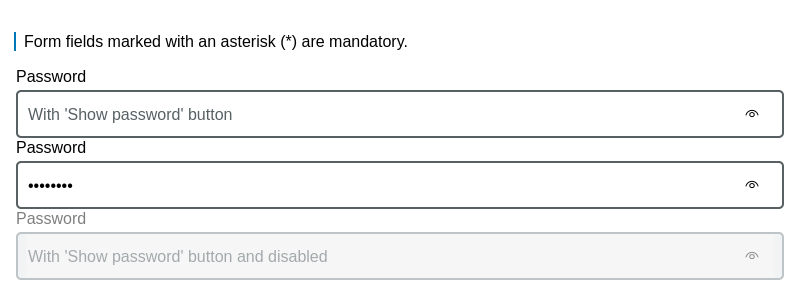 Form fields marked with an asterisk (*) are mandatory.
Password
With 'Show password' button
Password
••••••••
Password
With 'Show password' button and disabled